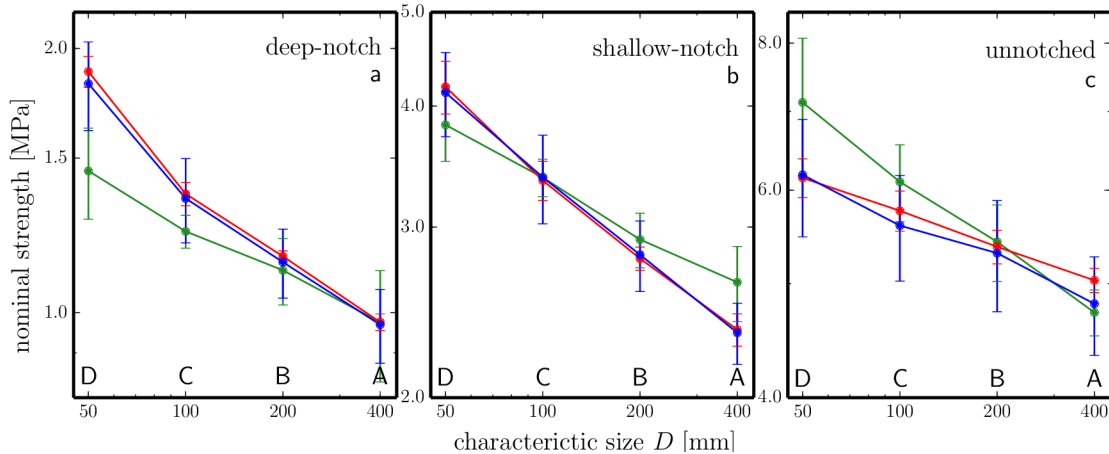 nominal strength [MPa]
2.0
1.5
1.0
deep-notch
a
D C B A
50 100 200 400
5.0
4.0
3.0
2.0
shallow-notch
b
D C B A
50 100 200 400
8.0
6.0
4.0
unnotched
c
D C B A
50 100 200 400
characterictic size D [mm]